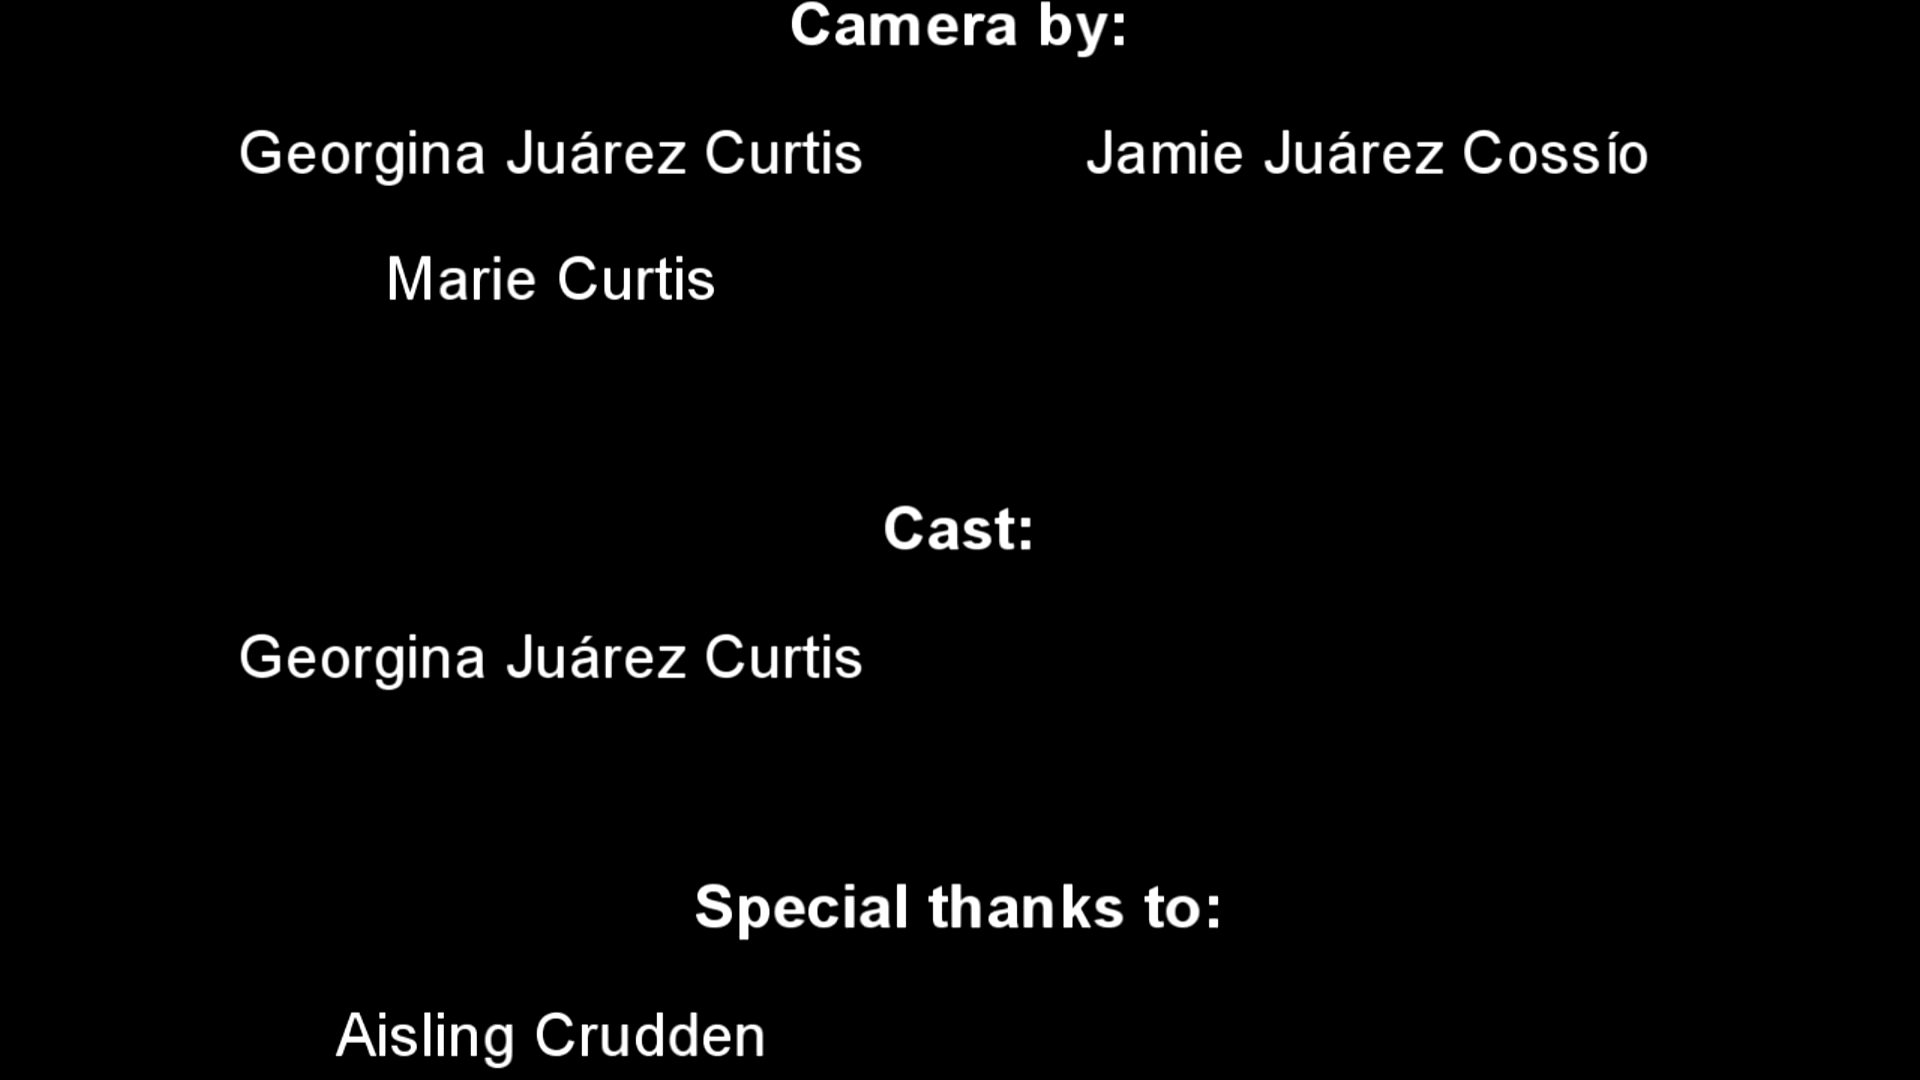 Camera by:
Georgina Juárez Curtis Jamie Juárez Cossío
Marie Curtis
Cast:
Georgina Juárez Curtis
Special thanks to:
Aisling Crudden